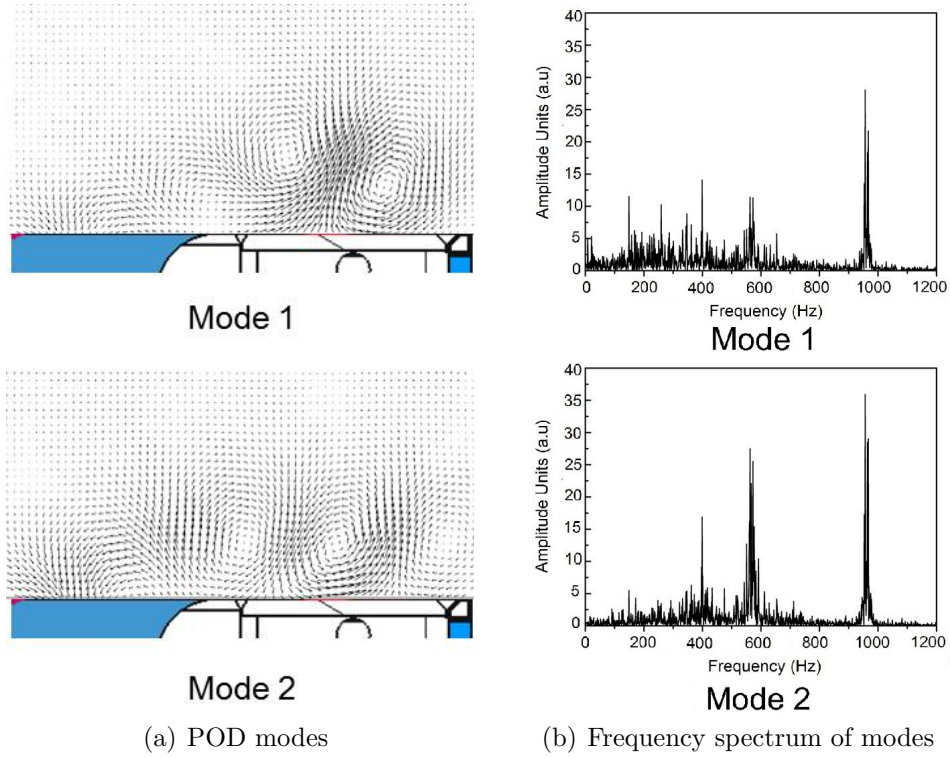 Mode 1
40
35
30
25
20
15
10
5
0
Amplitude Units (a.u)
0 200 400 600 800 1000 1200
Frequency (Hz)
Mode 1
Mode 2
40
35
30
25
20
15
10
5
0
Amplitude Units (a.u)
0 200 400 600 800 1000 1200
Frequency (Hz)
Mode 2
(a) POD modes
(b) Frequency spectrum of modes